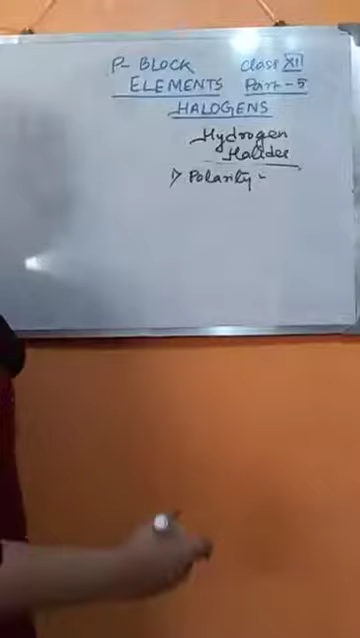 P- BLOCK Class XII
ELEMENTS Part-5
HALOGENS
Hydrogen
Halides
> Polarity -